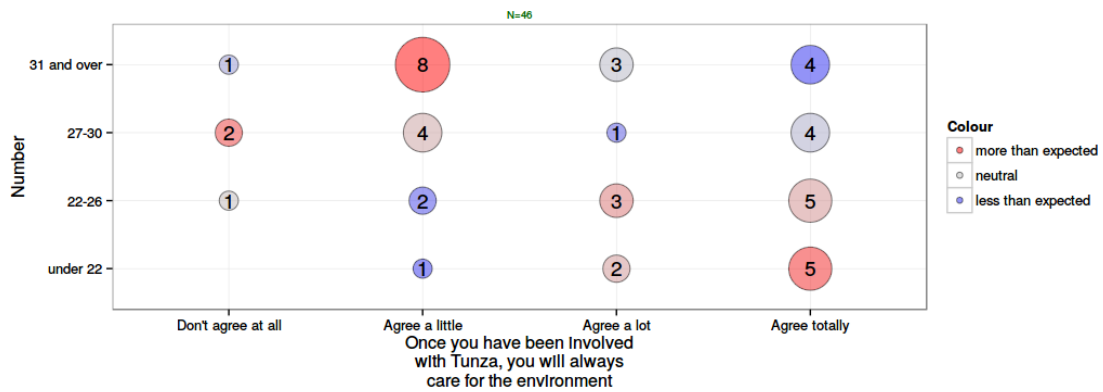 N=46
31 and over
1
8
3
4
27-30
2
4
1
4
22-26
1
2
3
5
under 22
1
2
5
Number
Don't agree at all
Agree a little
Agree a lot
Agree totally
Once you have been involved
with Tunza, you will always
care for the environment
Colour
more than expected
neutral
less than expected